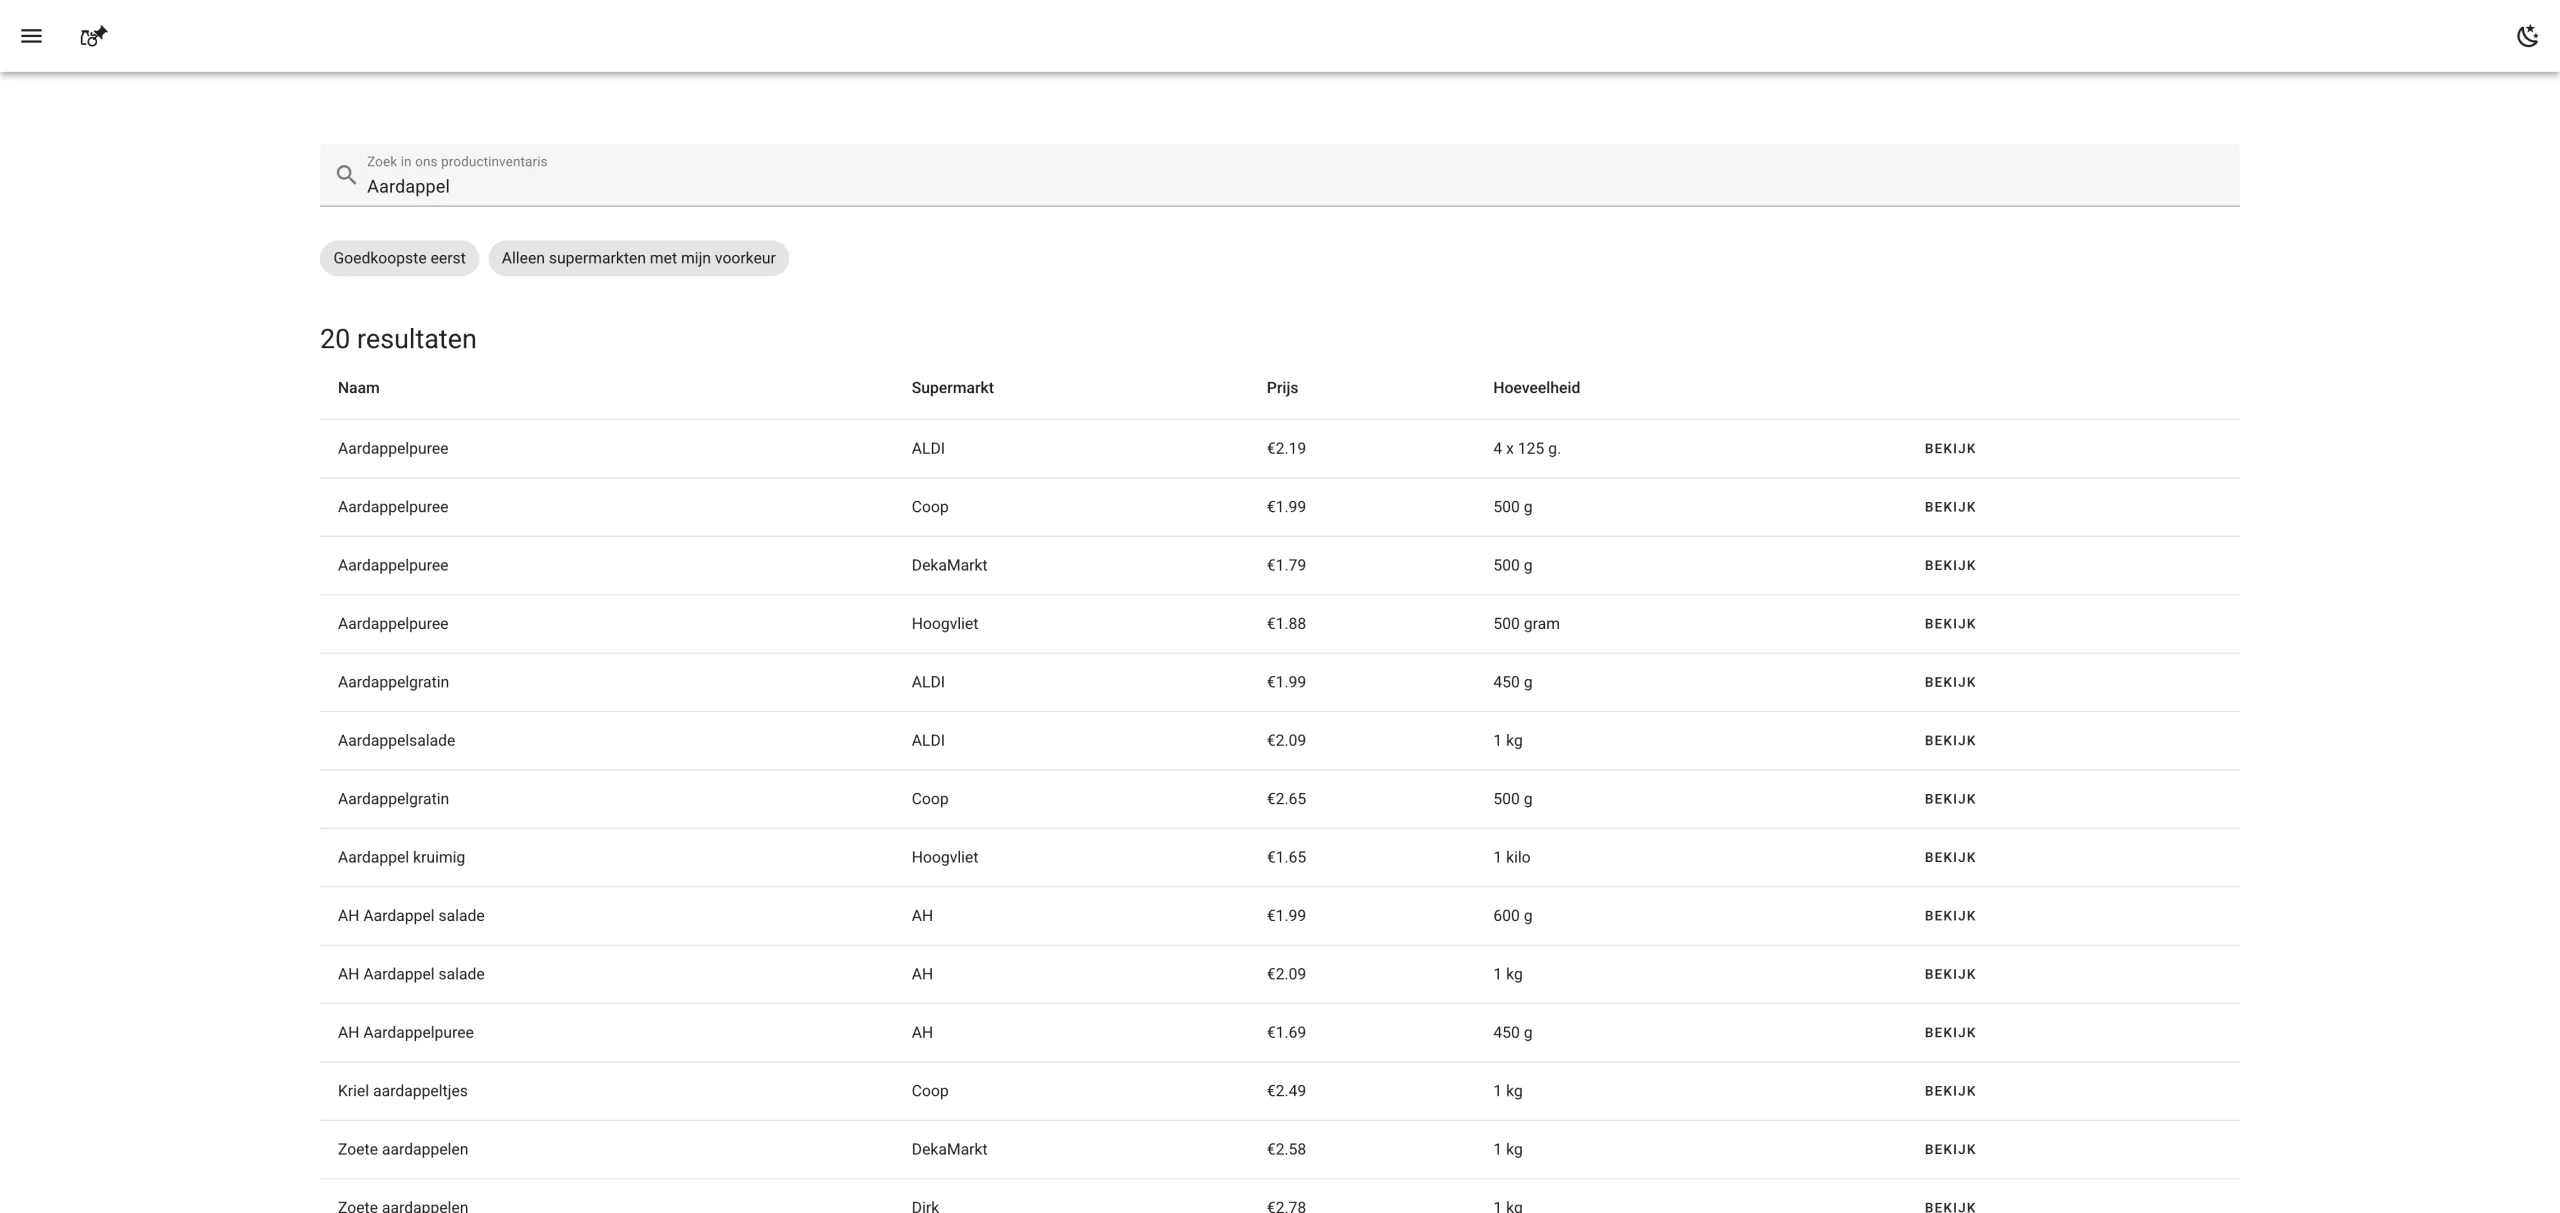 Zoek in ons productinventaris
Aardappel
Goedkoopste eerst Alleen supermarkten met mijn voorkeur
20 resultaten
Naam Supermarkt Prijs Hoeveelheid
Aardappelpuree ALDI €2.19 4 x 125 g. BEKIJK
Aardappelpuree Coop €1.99 500 g BEKIJK
Aardappelpuree DekaMarkt €1.79 500 g BEKIJK
Aardappelpuree Hoogvliet €1.88 500 gram BEKIJK
Aardappelgratin ALDI €1.99 450 g BEKIJK
Aardappelsalade ALDI €2.09 1 kg BEKIJK
Aardappelgratin Coop €2.65 500 g BEKIJK
Aardappel kruimig Hoogvliet €1.65 1 kilo BEKIJK
AH Aardappel salade AH €1.99 600 g BEKIJK
AH Aardappel salade AH €2.09 1 kg BEKIJK
AH Aardappelpuree AH €1.69 450 g BEKIJK
Kriel aardappeltjes Coop €2.49 1 kg BEKIJK
Zoete aardappelen DekaMarkt €2.58 1 kg BEKIJK
Zoete aardappelen Dirk €2.78 1 kg BEKIJK